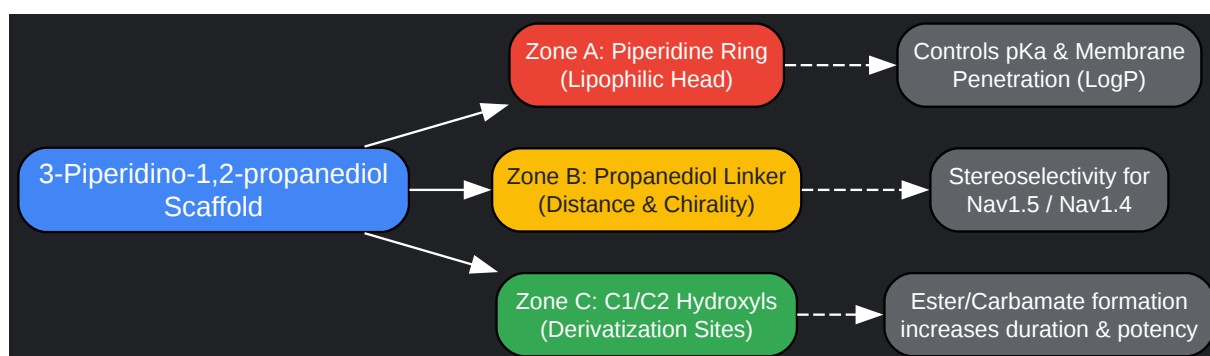 3-Piperidino-1,2-propanediol
Scaffold
Zone A: Piperidine Ring
(Lipophilic Head)
Controls pKa & Membrane
Penetration (LogP)
Zone B: Propanediol Linker
(Distance & Chirality)
Stereoselectivity for
Nav1.5 / Nav1.4
Zone C: C1/C2 Hydroxyls
(Derivatization Sites)
Ester/Carbamate formation
increases duration & potency